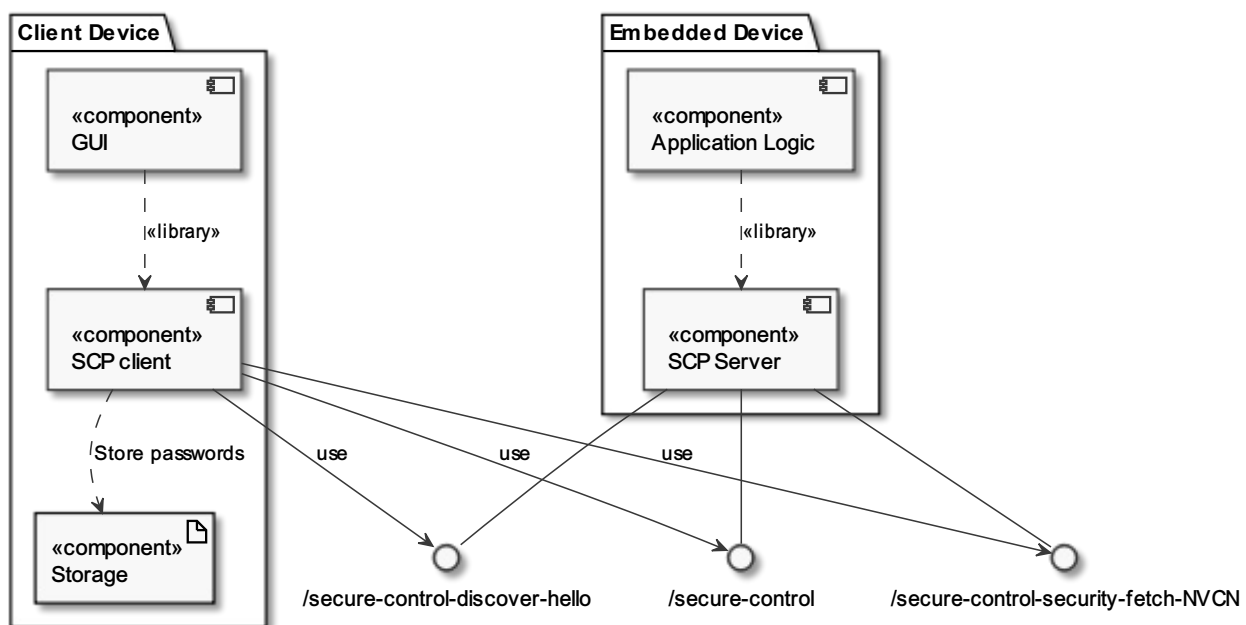 Client Device
«component»
GUI
«library»
«component»
SCP client
Store passwords
«component»
Storage
Embedded Device
«component»
Application Logic
«library»
«component»
SCP Server
use
use
use
/secure-control-discover-hello
/secure-control
/secure-control-security-fetch-NVCN